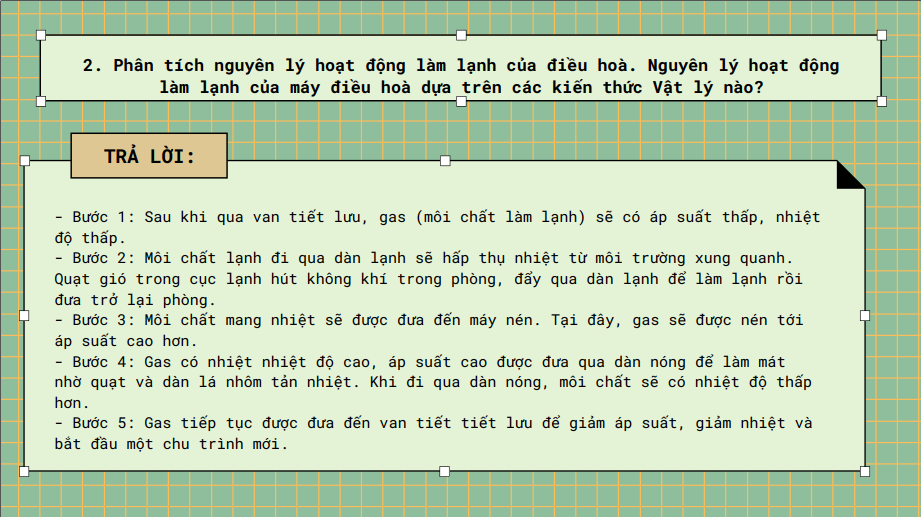 2. Phân tích nguyên lý hoạt động làm lạnh của điều hoà. Nguyên lý hoạt động
làm lạnh của máy điều hoà dựa trên các kiến thức Vật lý nào?
TRẢ LỜI:
- Bước 1: Sau khi qua van tiết lưu, gas (môi chất làm lạnh) sẽ có áp suất thấp, nhiệt
độ thấp.
- Bước 2: Môi chất lạnh đi qua dàn lạnh sẽ hấp thụ nhiệt từ môi trường xung quanh.
Quạt gió trong cục lạnh hút không khí trong phòng, đẩy qua dàn lạnh để làm lạnh rồi
đưa trở lại phòng.
- Bước 3: Môi chất mang nhiệt sẽ được đưa đến máy nén. Tại đây, gas sẽ được nén tới
áp suất cao hơn.
- Bước 4: Gas có nhiệt nhiệt độ cao, áp suất cao được đưa qua dàn nóng để làm mát
nhờ quạt và dàn lá nhôm tản nhiệt. Khi đi qua dàn nóng, môi chất sẽ có nhiệt độ thấp
hơn.
- Bước 5: Gas tiếp tục được đưa đến van tiết tiết lưu để giảm áp suất, giảm nhiệt và
bắt đầu một chu trình mới.